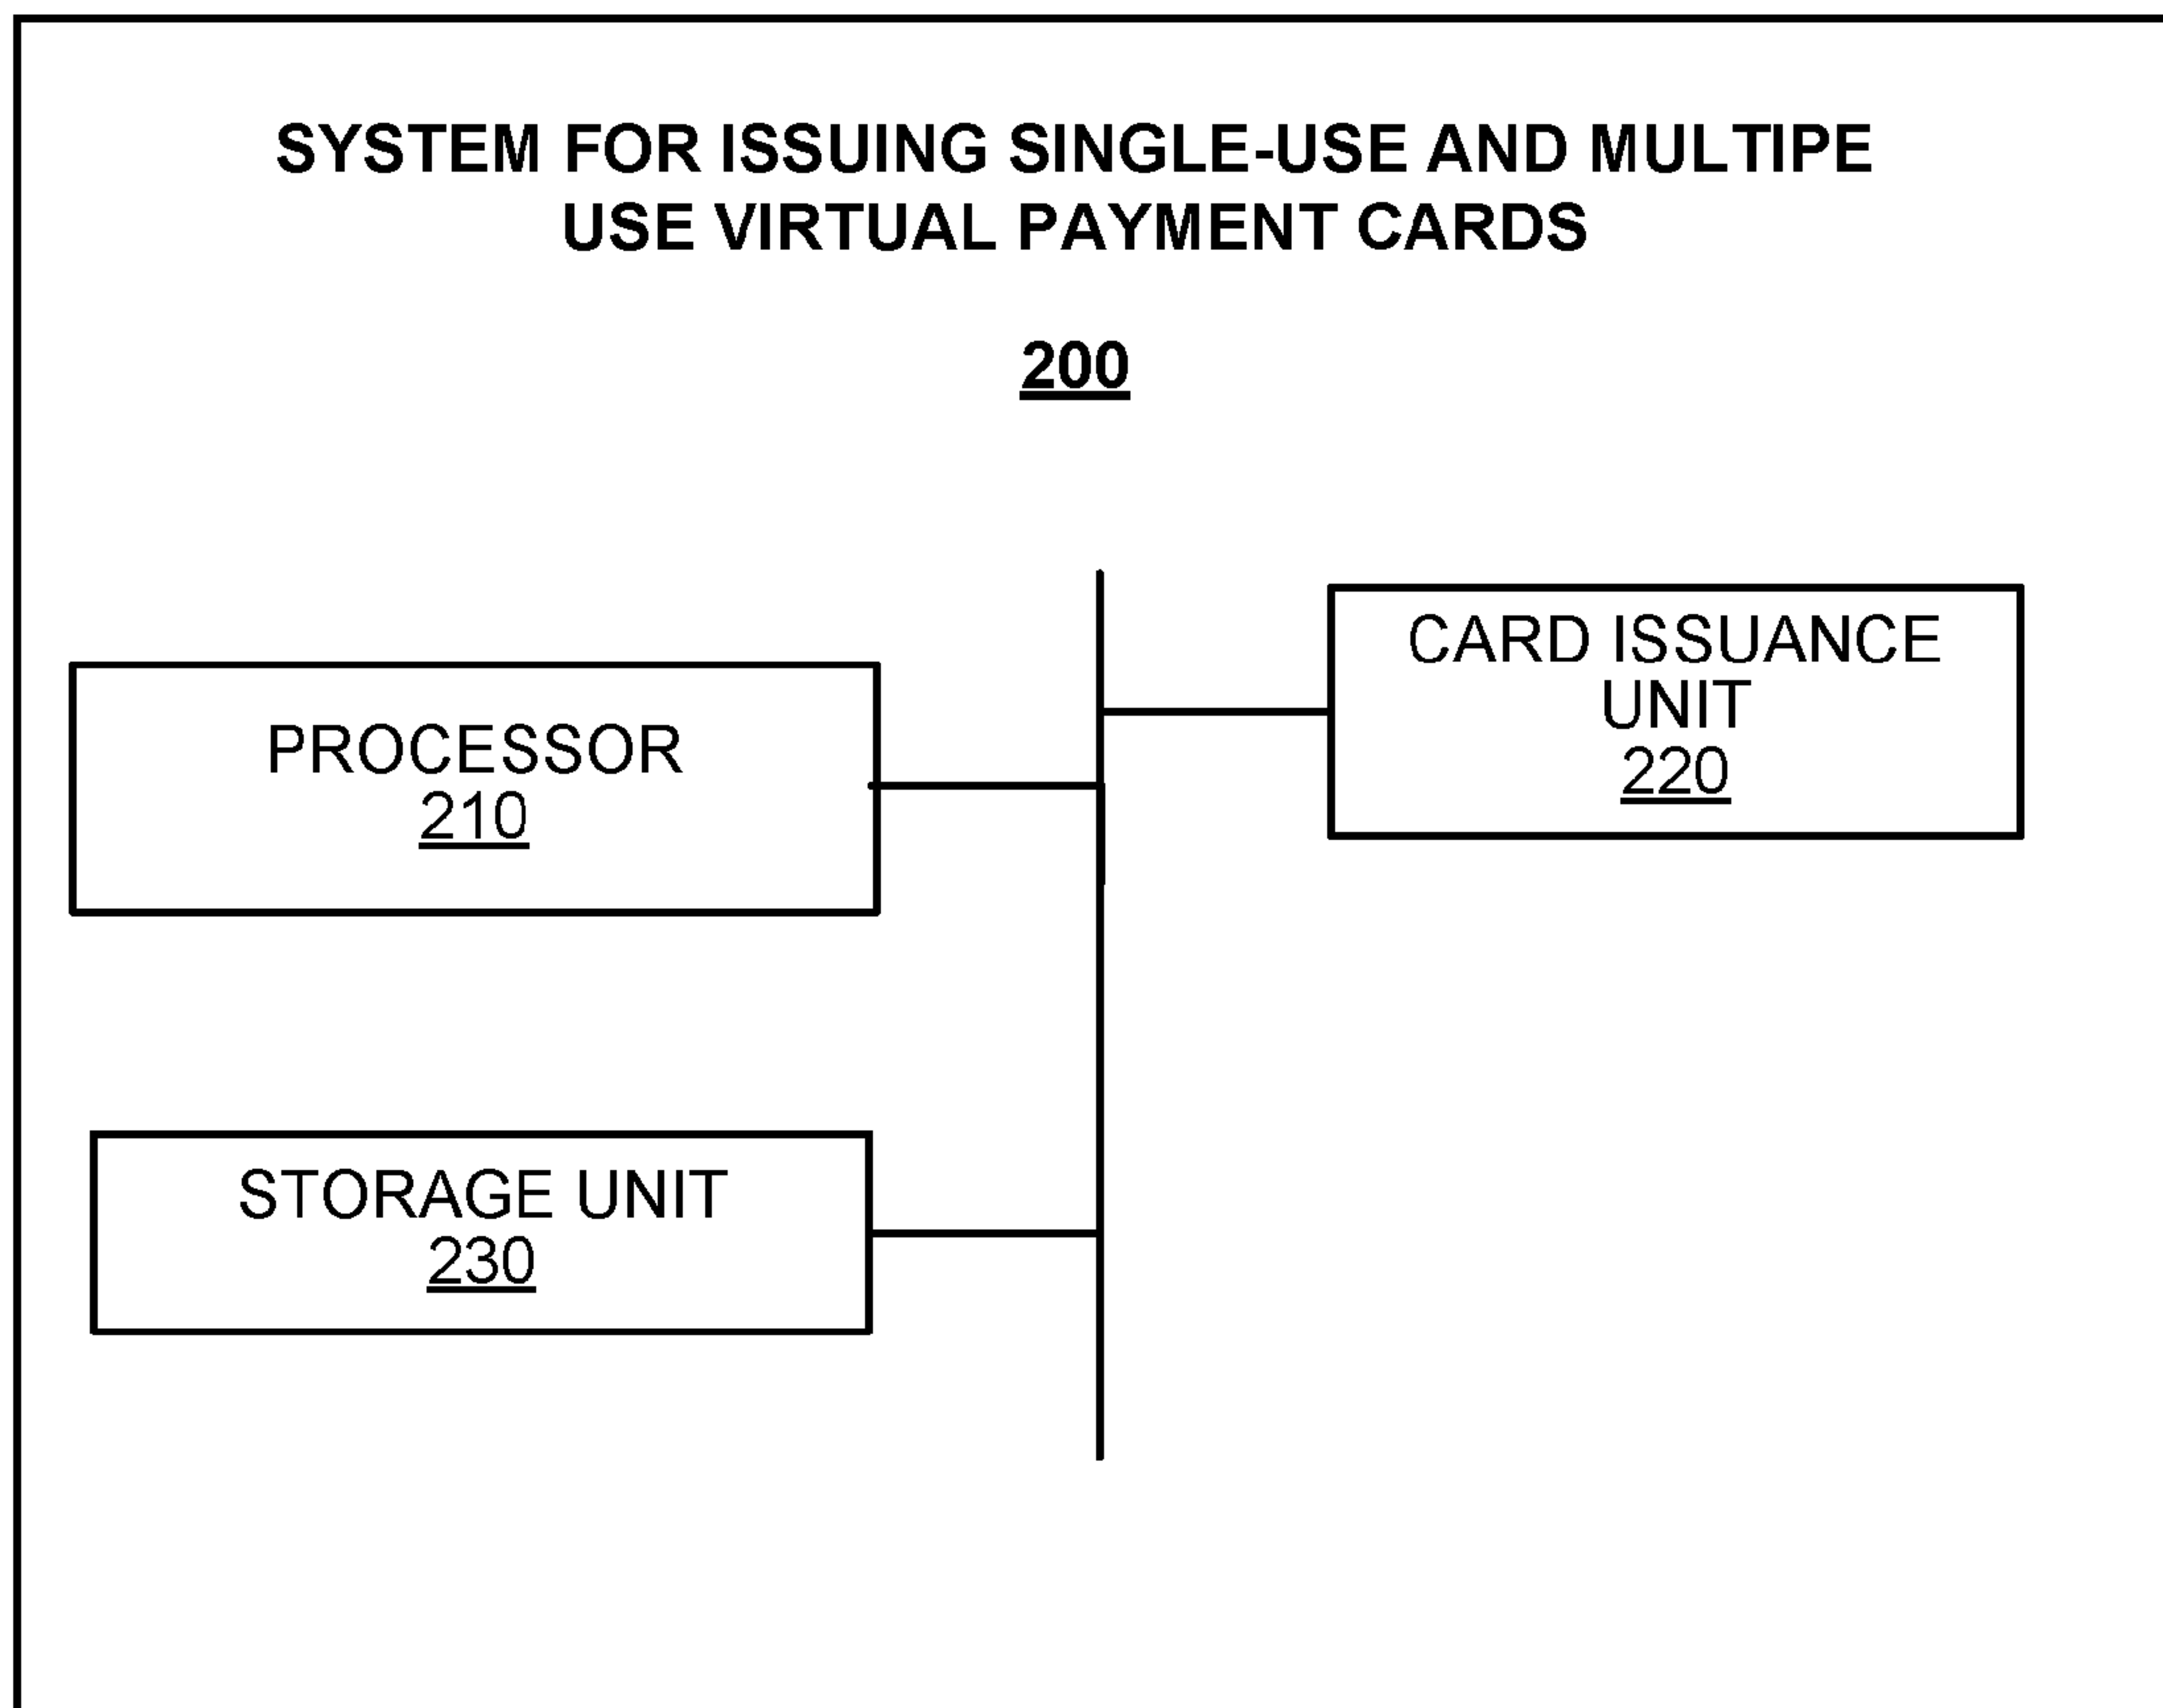 SYSTEM FOR ISSUING SINGLE-USE AND MULTIPE
USE VIRTUAL PAYMENT CARDS
200
CARD ISSUANCE
UNIT
220
PROCESSOR
210
STORAGE UNIT
230